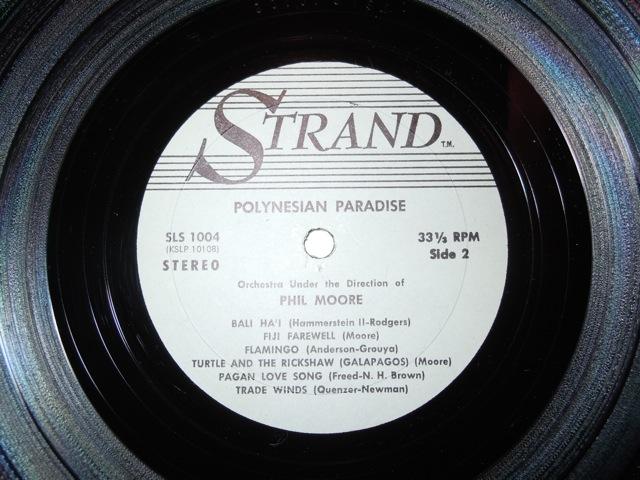 STRAND T.M.
POLYNESIAN PARADISE
SLS 1004
(KSLP 10108)
STEREO
33⅓ RPM
Side 2
Orchestra Under the Direction of
PHIL MOORE
BALI HA'I (Hammerstein II-Rodgers)
FIJI FAREWELL (Moore)
FLAMINGO (Anderson-Grouya)
TURTLE AND THE RICKSHAW (GALAPAGOS) (Moore)
PAGAN LOVE SONG (Freed-N. H. Brown)
TRADE WINDS (Quenzer-Newman)